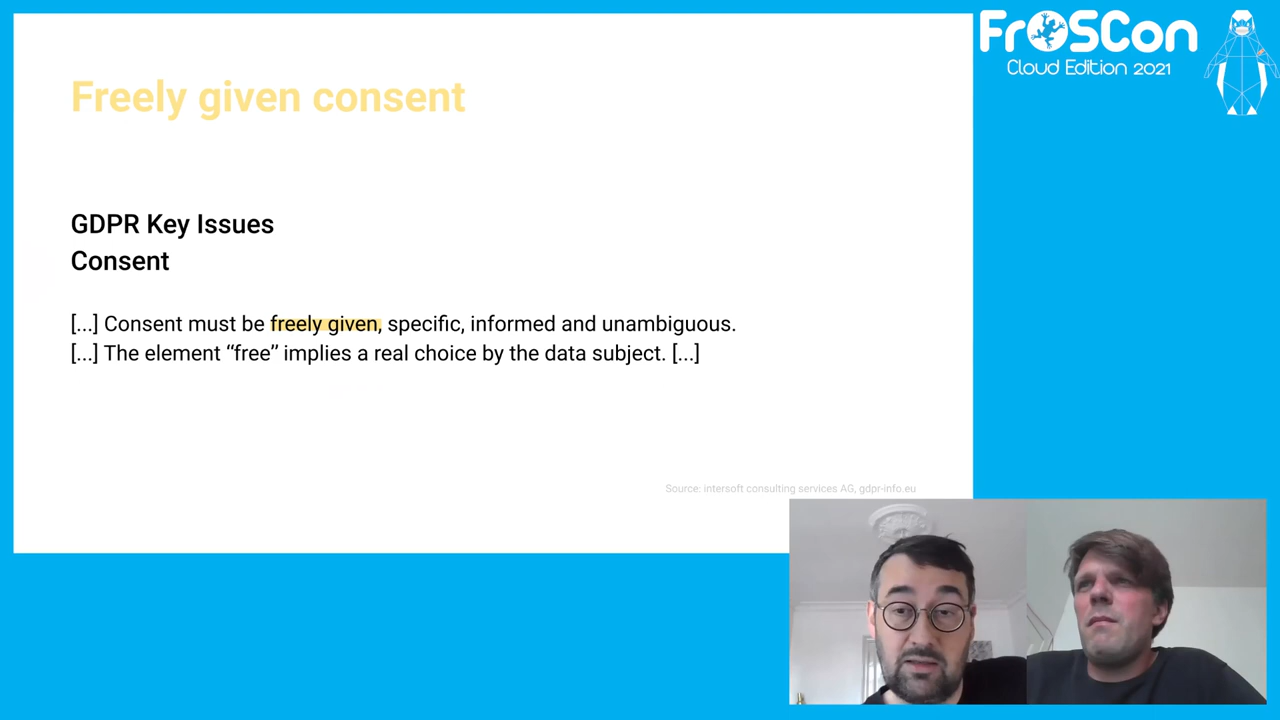 FrOSCon
Cloud Edition 2021
Freely given consent
GDPR Key Issues
Consent
[...] Consent must be freely given, specific, informed and unambiguous.
[...] The element “free” implies a real choice by the data subject. [...]
Source: intersoft consulting services AG, gdpr-info.eu